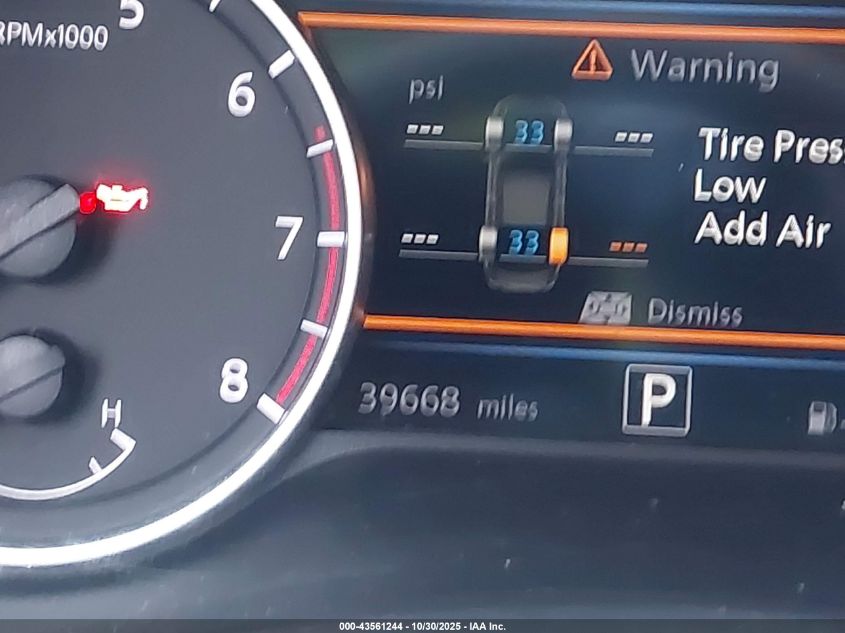 5
RPMx1000
6
7
8
H
Warning
psi
--- 33 ---
Tire Pres
Low
Add Air
--- 33 ---
Dismiss
39668 miles
P
000-43561244 - 10/30/2025 - IAA Inc.